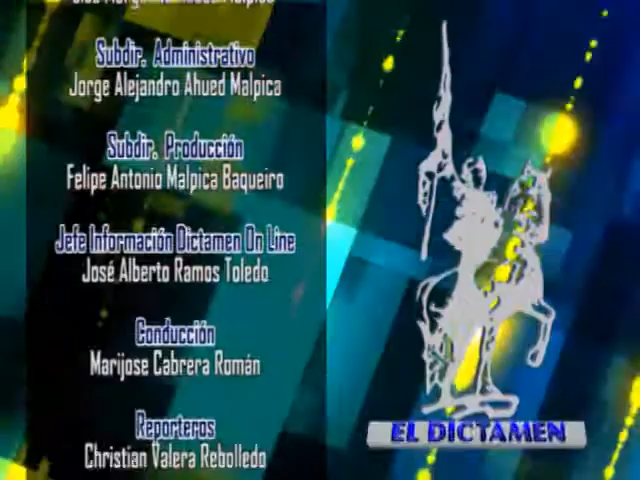 Subdir. Administrativo
Jorge Alejandro Ahued Malpica
Subdir. Producción
Felipe Antonio Malpica Baqueiro
Jefe Información Dictamen On Line
José Alberto Ramos Toledo
Conducción
Marijose Cabrera Román
Reporteros
Christian Valera Rebolledo
EL DICTAMEN